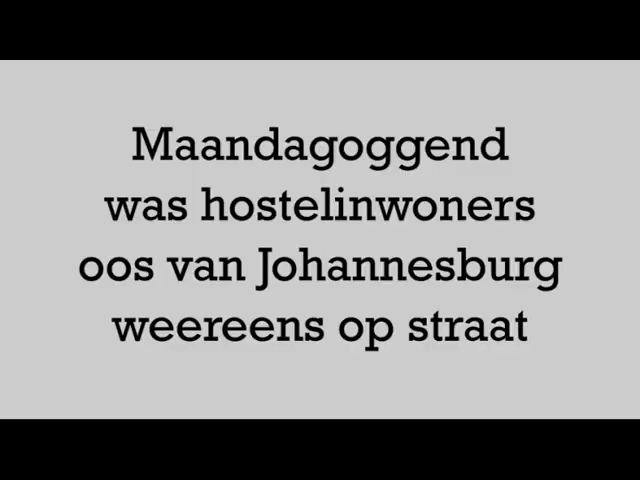 Maandagoggend
was hostelinwoners
oos van Johannesburg
weereens op straat